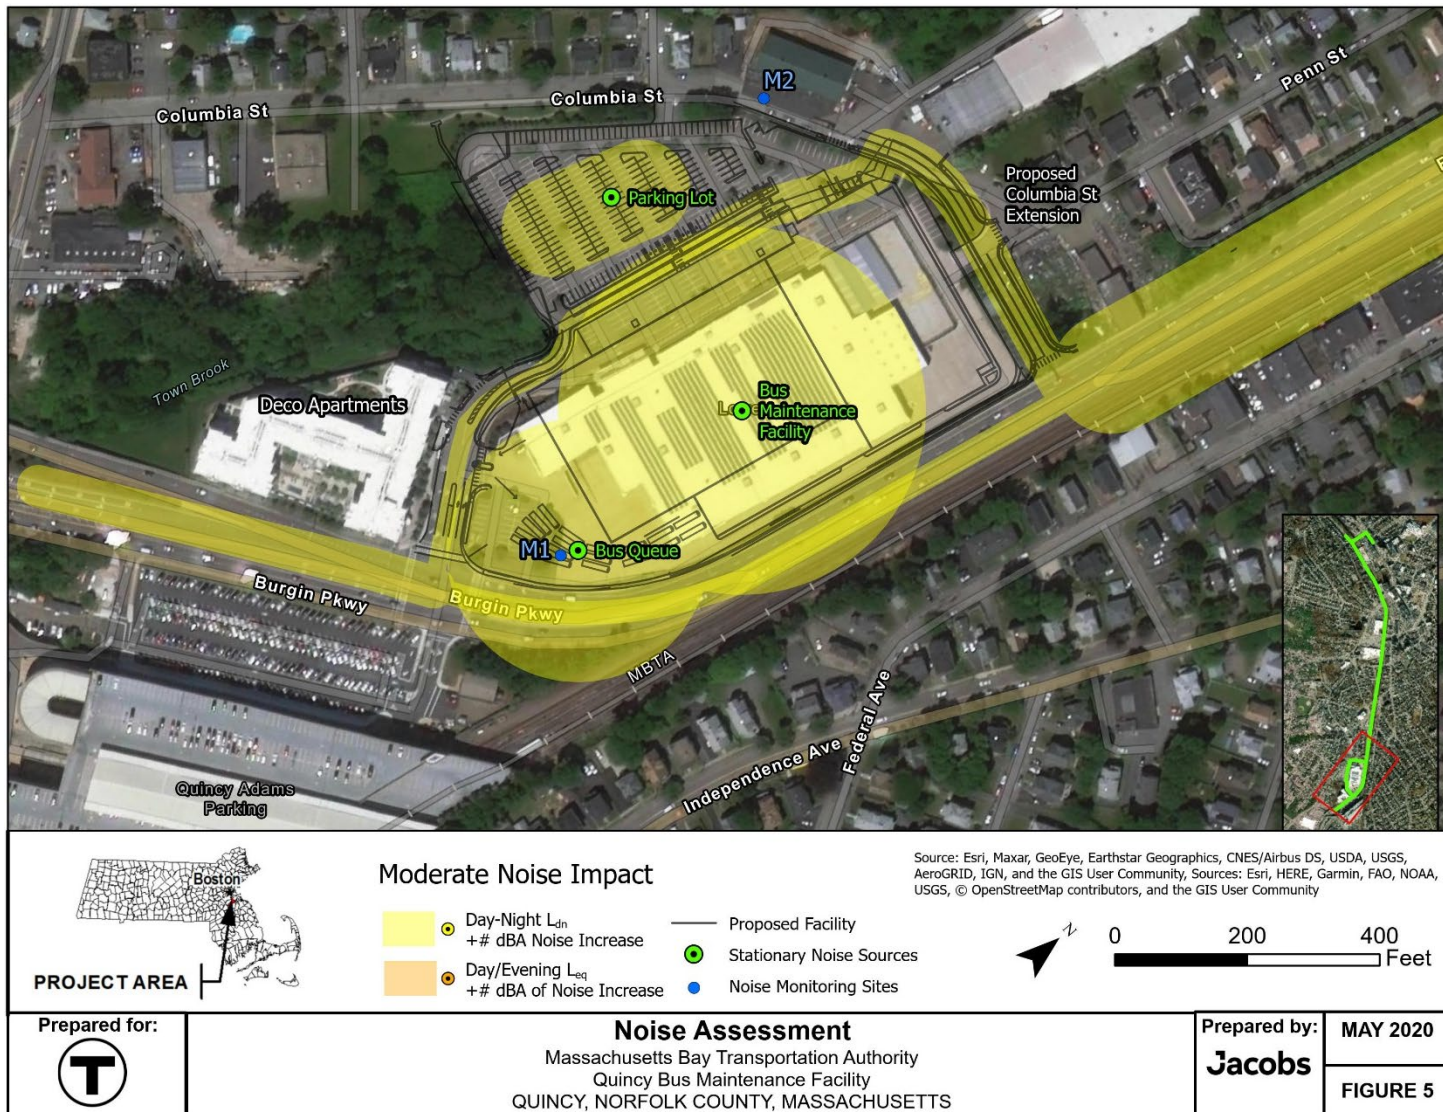 M2
Penn St
Columbia St
Columbia St
Proposed
Columbia St
Extension
Parking Lot
Town Brook
Deco Apartments
Bus
Maintenance
Facility
M1
Bus Queue
Burgin Pkwy
Burgin Pkwy
MBTA
Federal Ave
Independence Ave
Quincy Adams
Parking
Boston
PROJECT AREA
Moderate Noise Impact
Day-Night Ldn
+# dBA Noise Increase
Day/Evening Leq
+# dBA of Noise Increase
Proposed Facility
Stationary Noise Sources
Noise Monitoring Sites
Source: Esri, Maxar, GeoEye, Earthstar Geographics, CNES/Airbus DS, USDA, USGS,
AeroGRID, IGN, and the GIS User Community, Sources: Esri, HERE, Garmin, FAO, NOAA,
USGS, © OpenStreetMap contributors, and the GIS User Community
N
0 200 400
Feet
Prepared for:
T
Noise Assessment
Massachusetts Bay Transportation Authority
Quincy Bus Maintenance Facility
QUINCY, NORFOLK COUNTY, MASSACHUSETTS
Prepared by:
Jacobs
MAY 2020
FIGURE 5